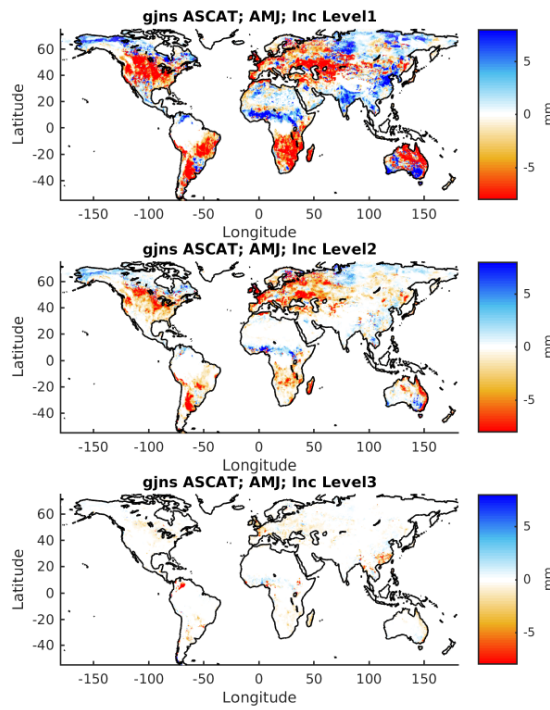 gjns ASCAT; AMJ; Inc Level1
60
40
20
0
-20
-40
Latitude
-150 -100 -50 0 50 100 150
Longitude
5
0
-5
mm
gjns ASCAT; AMJ; Inc Level2
60
40
20
0
-20
-40
Latitude
-150 -100 -50 0 50 100 150
Longitude
5
0
-5
mm
gjns ASCAT; AMJ; Inc Level3
60
40
20
0
-20
-40
Latitude
-150 -100 -50 0 50 100 150
Longitude
5
0
-5
mm